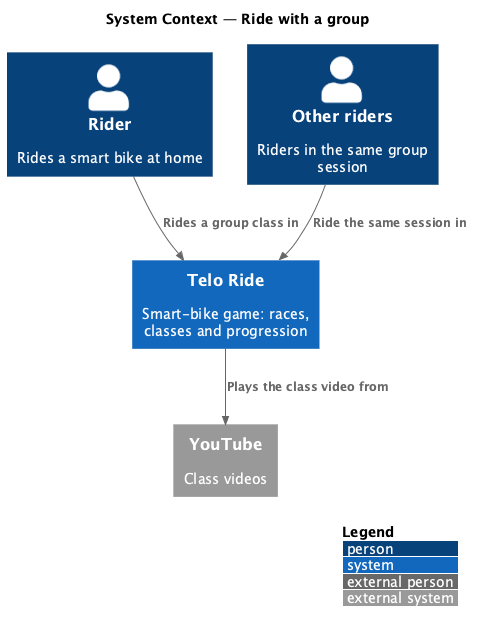 System Context — Ride with a group
Rider
Rides a smart bike at home
Other riders
Riders in the same group
session
Rides a group class in
Ride the same session in
Telo Ride
Smart-bike game: races,
classes and progression
Plays the class video from
YouTube
Class videos
Legend
person
system
external person
external system